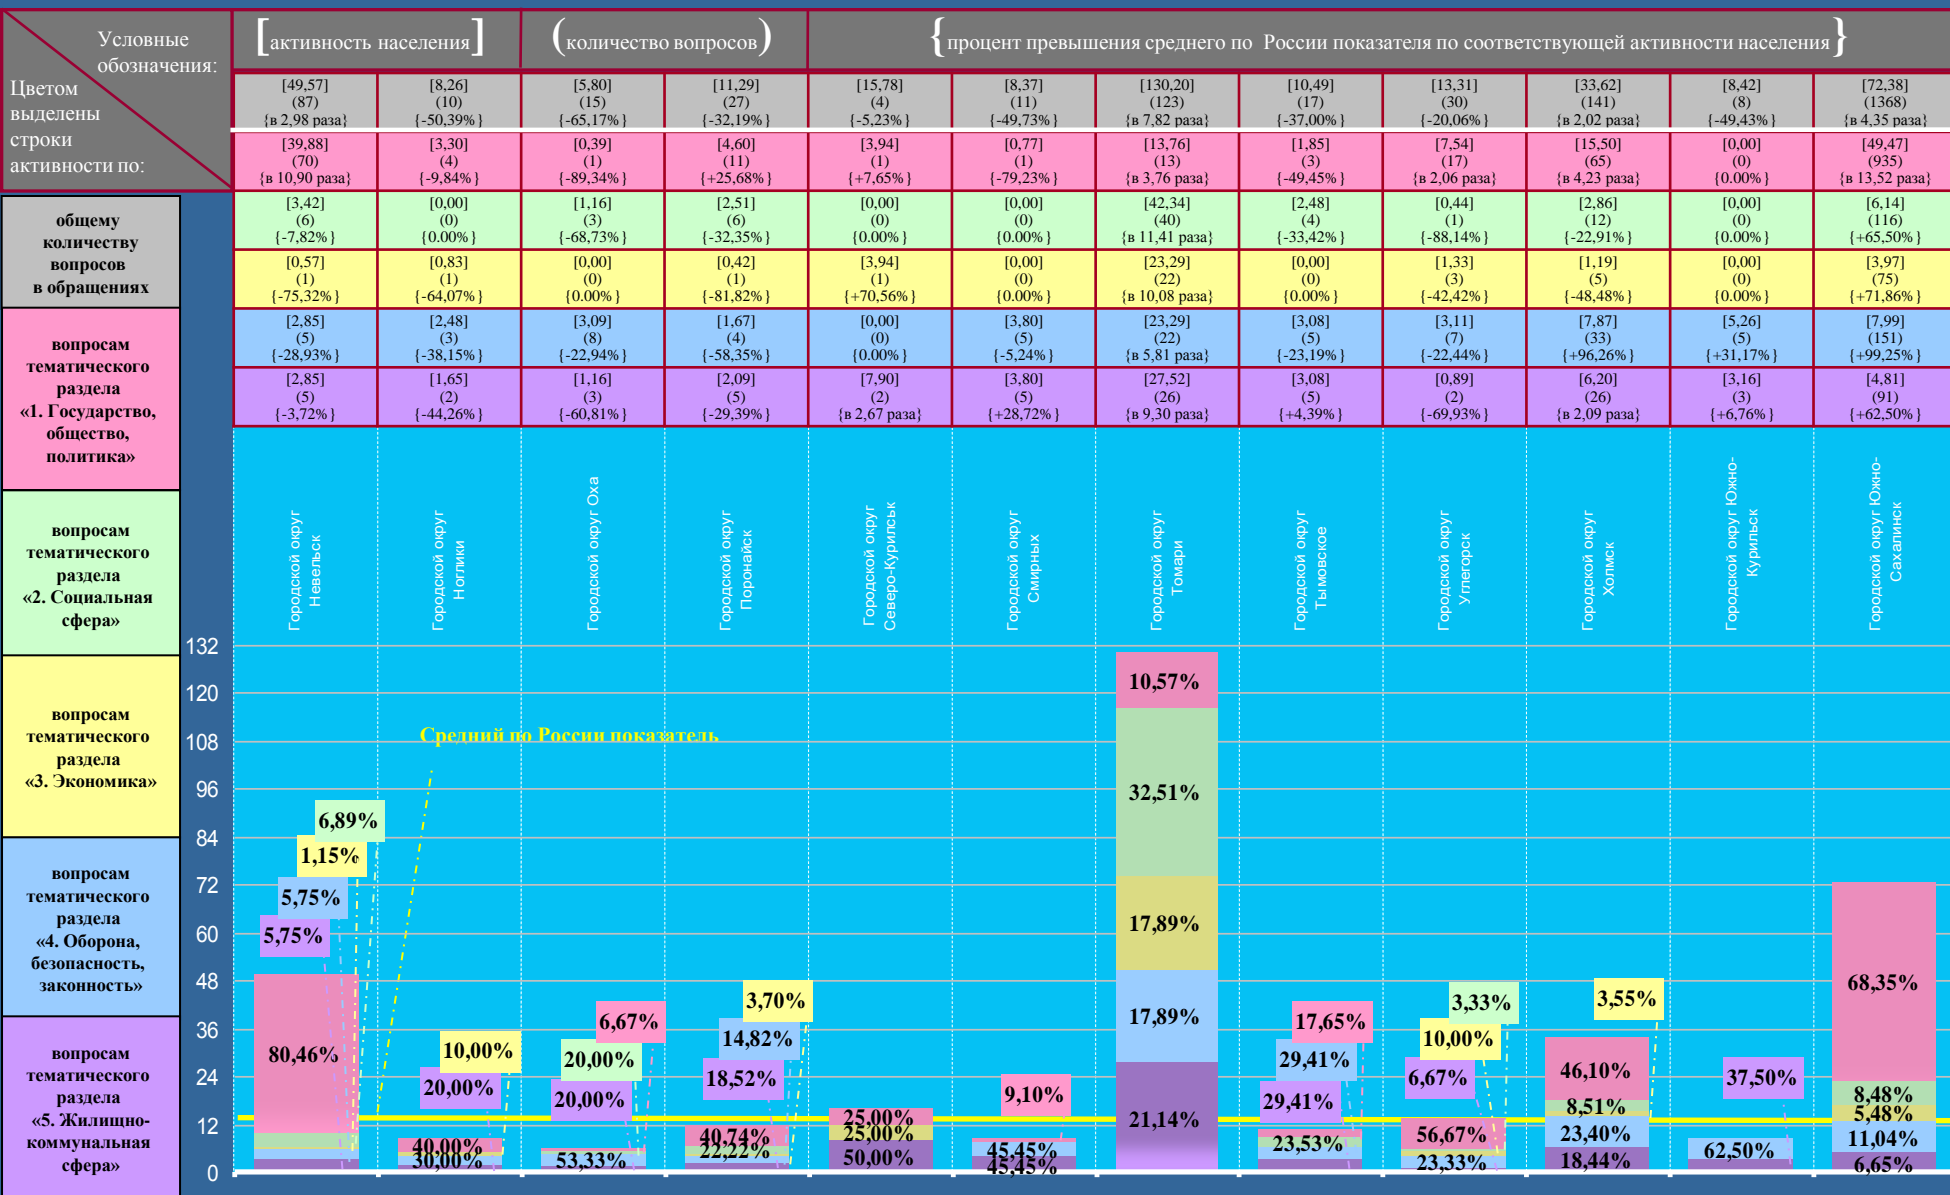 Условные
обозначения:
Цветом
выделены
строки
активности по:
[активность населения]
(количество вопросов)
{процент превышения среднего по России показателя по соответствующей активности населения}
[49,57] [8,26] [5,80] [11,29] [15,78] [8,37] [130,20] [10,49] [13,31] [33,62] [8,42] [72,38]
(87) (10) (15) (27) (4) (11) (123) (17) (30) (141) (8) (1368)
{в 2,98 раза} {-50,39%} {-65,17%} {-32,19%} {-5,23%} {-49,73%} {в 7,82 раза} {-37,00%} {-20,06%} {в 2,02 раза} {-49,43%} {в 4,35 раза}
[39,88] [3,30] [0,39] [4,60] [3,94] [0,77] [13,76] [1,85] [7,54] [15,50] [0,00] [49,47]
(70) (4) (1) (11) (1) (1) (13) (3) (17) (65) (0) (935)
{в 10,90 раза} {-9,84%} {-89,34%} {+25,68%} {+7,65%} {-79,23%} {в 3,76 раза} {-49,45%} {в 2,06 раза} {в 4,23 раза} {0.00%} {в 13,52 раза}
[3,42] [0,00] [1,16] [2,51] [0,00] [0,00] [42,34] [2,48] [0,44] [2,86] [0,00] [6,14]
(6) (0) (3) (6) (0) (0) (40) (4) (1) (12) (0) (116)
{-7,82%} {0.00%} {-68,73%} {-32,35%} {0.00%} {0.00%} {в 11,41 раза} {-33,42%} {-88,14%} {-22,91%} {0.00%} {+65,50%}
[0,57] [0,83] [0,00] [0,42] [3,94] [0,00] [23,29] [0,00] [1,33] [1,19] [0,00] [3,97]
(1) (1) (0) (1) (1) (0) (22) (0) (3) (5) (0) (75)
{-75,32%} {-64,07%} {0.00%} {-81,82%} {+70,56%} {0.00%} {в 10,08 раза} {0.00%} {-42,42%} {-48,48%} {0.00%} {+71,86%}
[2,85] [2,48] [3,09] [1,67] [0,00] [3,80] [23,29] [3,08] [3,11] [7,87] [5,26] [7,99]
(5) (3) (8) (4) (0) (5) (22) (5) (7) (33) (5) (151)
{-28,93%} {-38,15%} {-22,94%} {-58,35%} {0.00%} {-5,24%} {в 5,81 раза} {-23,19%} {-22,44%} {+96,26%} {+31,17%} {+99,25%}
[2,85] [1,65] [1,16] [2,09] [7,90] [3,80] [27,52] [3,08] [0,89] [6,20] [3,16] [4,81]
(5) (2) (3) (5) (2) (5) (26) (5) (2) (26) (3) (91)
{-3,72%} {-44,26%} {-60,81%} {-29,39%} {в 2,67 раза} {+28,72%} {в 9,30 раза} {+4,39%} {-69,93%} {в 2,09 раза} {+6,76%} {+62,50%}
общему
количеству
вопросов
в обращениях
вопросам
тематического
раздела
«1. Государство,
общество,
политика»
вопросам
тематического
раздела
«2. Социальная
сфера»
вопросам
тематического
раздела
«3. Экономика»
вопросам
тематического
раздела
«4. Оборона,
безопасность,
законность»
вопросам
тематического
раздела
«5. Жилищно-
коммунальная
сфера»
Городской округ
Невельск
Городской округ
Ноглики
Городской округ Оха
Городской округ
Поронайск
Городской округ
Северо-Курилськ
Городской округ
Смирных
Городской округ
Томари
Городской округ
Тымовское
Городской округ
Углегорск
Городской округ
Холмск
Городской округ Южно-
Курильск
Городской округ Южно-
Сахалинск
132
120
108
96
84
72
60
48
36
24
12
0
Средний по России показатель
6,89%
1,15%
5,75%
5,75%
80,46%
10,00%
20,00%
40,00%
30,00%
6,67%
20,00%
20,00%
53,33%
3,70%
14,82%
18,52%
40,74%
22,22%
25,00%
25,00%
50,00%
9,10%
45,45%
45,45%
10,57%
32,51%
17,89%
17,89%
21,14%
17,65%
29,41%
29,41%
23,53%
3,33%
10,00%
6,67%
56,67%
23,33%
3,55%
46,10%
8,51%
23,40%
18,44%
37,50%
62,50%
68,35%
8,48%
5,48%
11,04%
6,65%